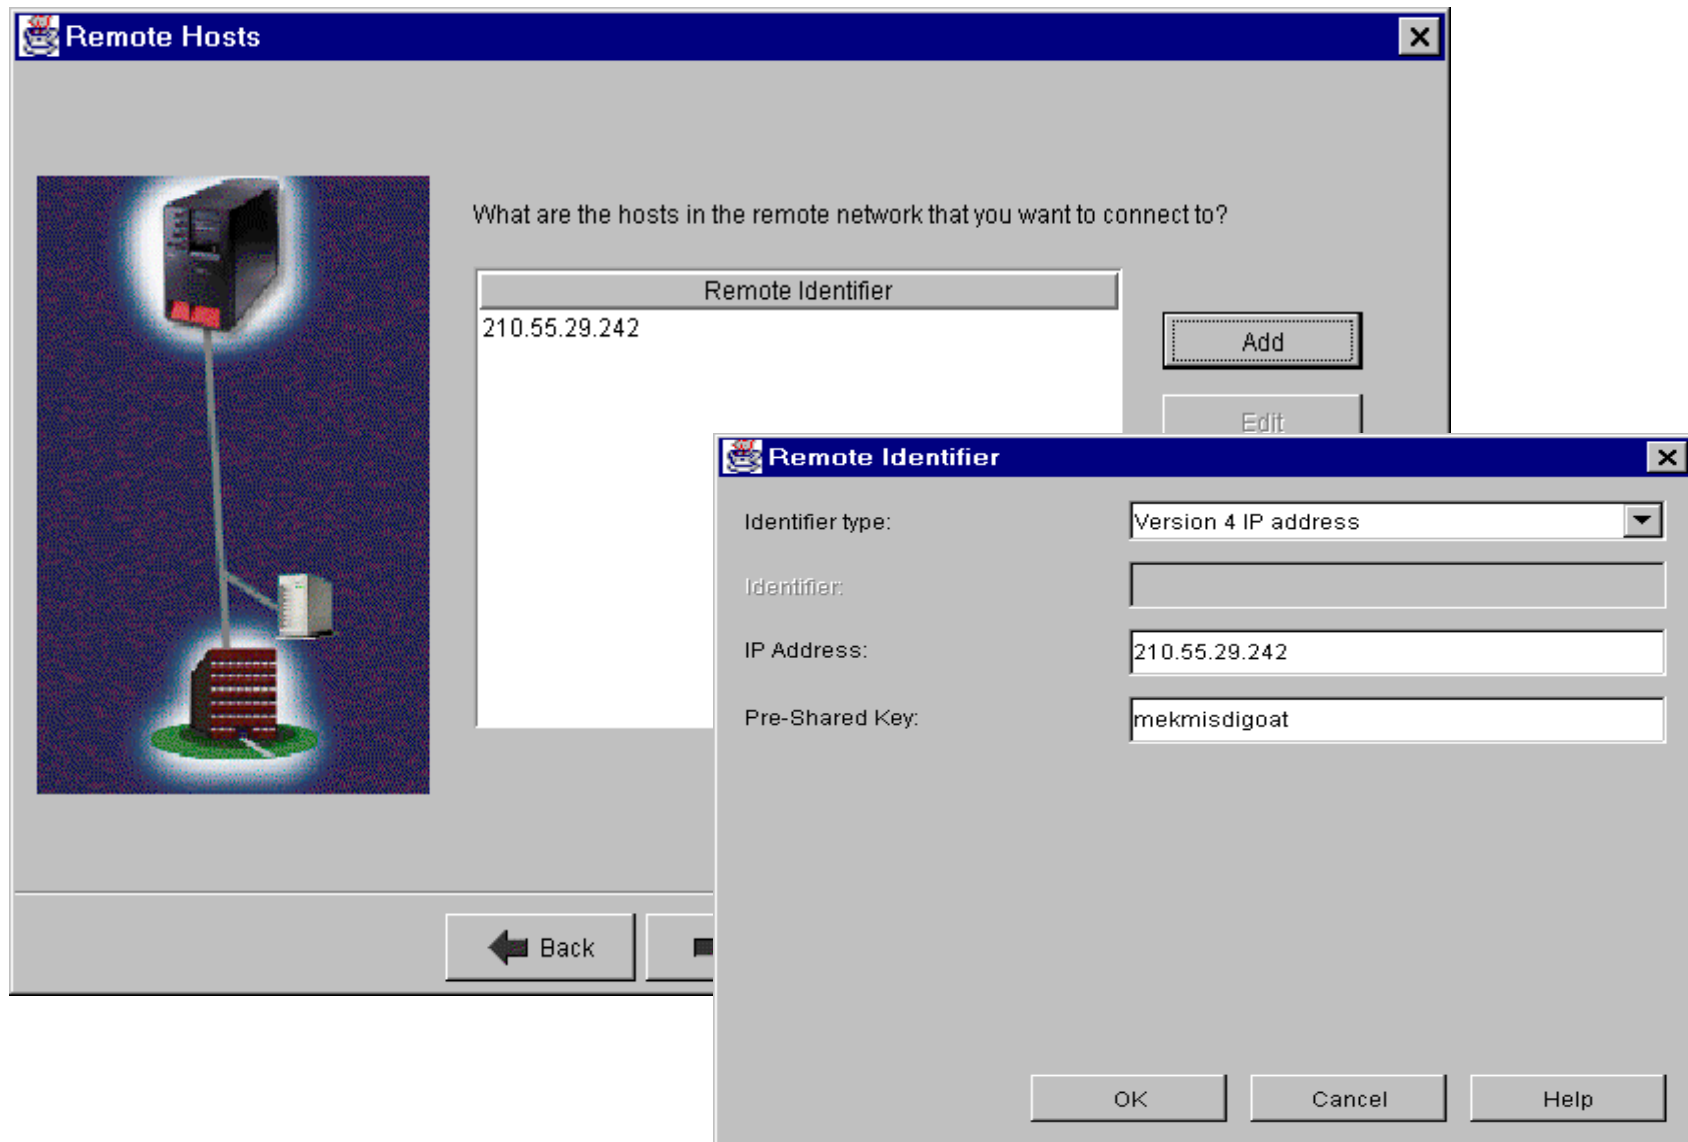 Remote Hosts
What are the hosts in the remote network that you want to connect to?
Remote Identifier
210.55.29.242
Add
Edit
Remote Identifier
Identifier type: Version 4 IP address
Identifier:
IP Address: 210.55.29.242
Pre-Shared Key: mekmisdigoat
Back
OK Cancel Help